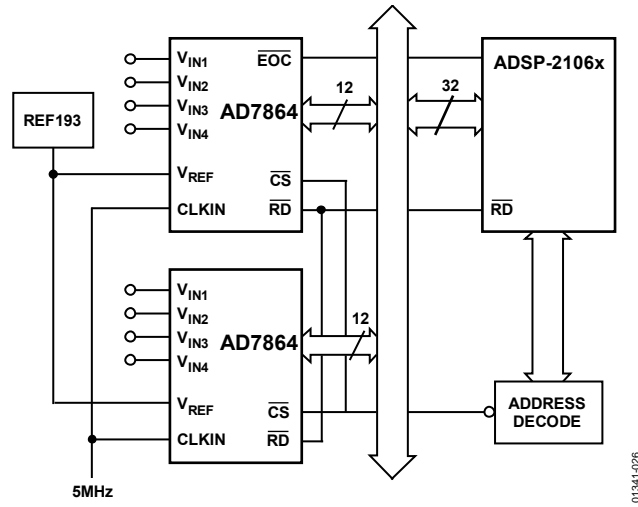 V_IN1
V_IN2
V_IN3
V_IN4
V_REF
CLKIN
AD7864
EOC
12
CS
RD
REF193
32
ADSP-2106x
RD
V_IN1
V_IN2
V_IN3
V_IN4
V_REF
CLKIN
AD7864
12
CS
RD
ADDRESS
DECODE
5MHz
01341-026